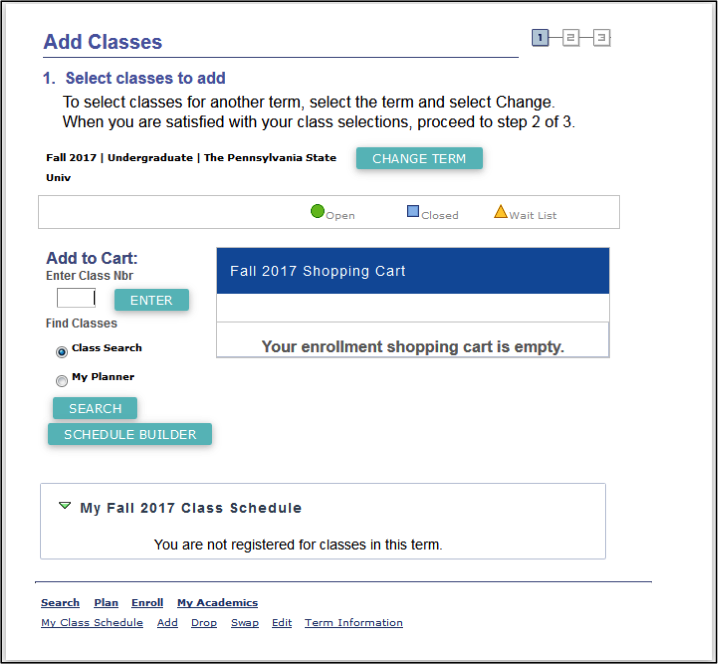 Add Classes
1 2 3
1. Select classes to add
To select classes for another term, select the term and select Change.
When you are satisfied with your class selections, proceed to step 2 of 3.
Fall 2017 | Undergraduate | The Pennsylvania State
Univ
CHANGE TERM
Open Closed Wait List
Add to Cart:
Enter Class Nbr
ENTER
Find Classes
Class Search
My Planner
SEARCH
SCHEDULE BUILDER
Fall 2017 Shopping Cart
Your enrollment shopping cart is empty.
My Fall 2017 Class Schedule
You are not registered for classes in this term.
Search Plan Enroll My Academics
My Class Schedule Add Drop Swap Edit Term Information